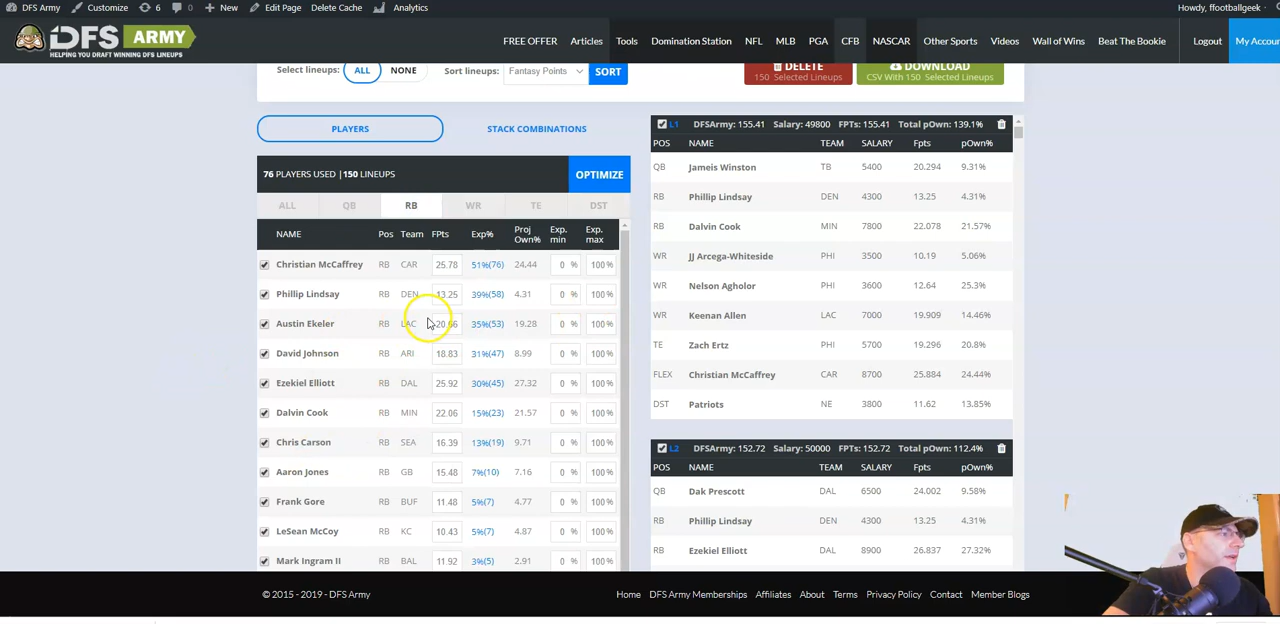 DFS Army Customize 6 0 New Edit Page Delete Cache Analytics Howdy, ffootballgeek
DFS ARMY
HELPING YOU DRAFT WINNING DFS LINEUPS
FREE OFFER Articles Tools Domination Station NFL MLB PGA CFB NASCAR Other Sports Videos Wall of Wins Beat The Bookie Logout My Accour
Select lineups: ALL NONE Sort lineups: Fantasy Points SORT
DELETE
150 Selected Lineups
DOWNLOAD
CSV With 150 Selected Lineups
PLAYERS STACK COMBINATIONS
76 PLAYERS USED |150 LINEUPS OPTIMIZE
ALL QB RB WR TE DST
NAME Pos Team FPts Exp% Proj Own% Exp. min Exp. max
Christian McCaffrey RB CAR 25.78 51%(76) 24.44 0 % 100%
Phillip Lindsay RB DEN 13.25 39%(58) 4.31 0 % 100%
Austin Ekeler RB LAC 20.66 35%(53) 19.28 0 % 100%
David Johnson RB ARI 18.83 31%(47) 8.99 0 % 100%
Ezekiel Elliott RB DAL 25.92 30%(45) 27.32 0 % 100%
Dalvin Cook RB MIN 22.06 15%(23) 21.57 0 % 100%
Chris Carson RB SEA 16.39 13%(19) 9.71 0 % 100%
Aaron Jones RB GB 15.48 7%(10) 7.16 0 % 100%
Frank Gore RB BUF 11.48 5%(7) 4.77 0 % 100%
LeSean McCoy RB KC 10.43 5%(7) 4.87 0 % 100%
Mark Ingram II RB BAL 11.92 3%(5) 2.91 0 % 100%
L1 DFSArmy: 155.41 Salary: 49800 FPTs: 155.41 Total pOwn: 139.1%
POS NAME TEAM SALARY Fpts pOwn%
QB Jameis Winston TB 5400 20.294 9.31%
RB Phillip Lindsay DEN 4300 13.25 4.31%
RB Dalvin Cook MIN 7800 22.078 21.57%
WR JJ Arcega-Whiteside PHI 3500 10.19 5.06%
WR Nelson Agholor PHI 3600 12.64 25.3%
WR Keenan Allen LAC 7000 19.909 14.46%
TE Zach Ertz PHI 5700 19.296 20.8%
FLEX Christian McCaffrey CAR 8700 25.884 24.44%
DST Patriots NE 3800 11.62 13.85%
L2 DFSArmy: 152.72 Salary: 50000 FPTs: 152.72 Total pOwn: 112.4%
POS NAME TEAM SALARY Fpts pOwn%
QB Dak Prescott DAL 6500 24.002 9.58%
RB Phillip Lindsay DEN 4300 13.25 4.31%
RB Ezekiel Elliott DAL 8900 26.837 27.32%
© 2015 - 2019 - DFS Army Home DFS Army Memberships Affiliates About Terms Privacy Policy Contact Member Blogs